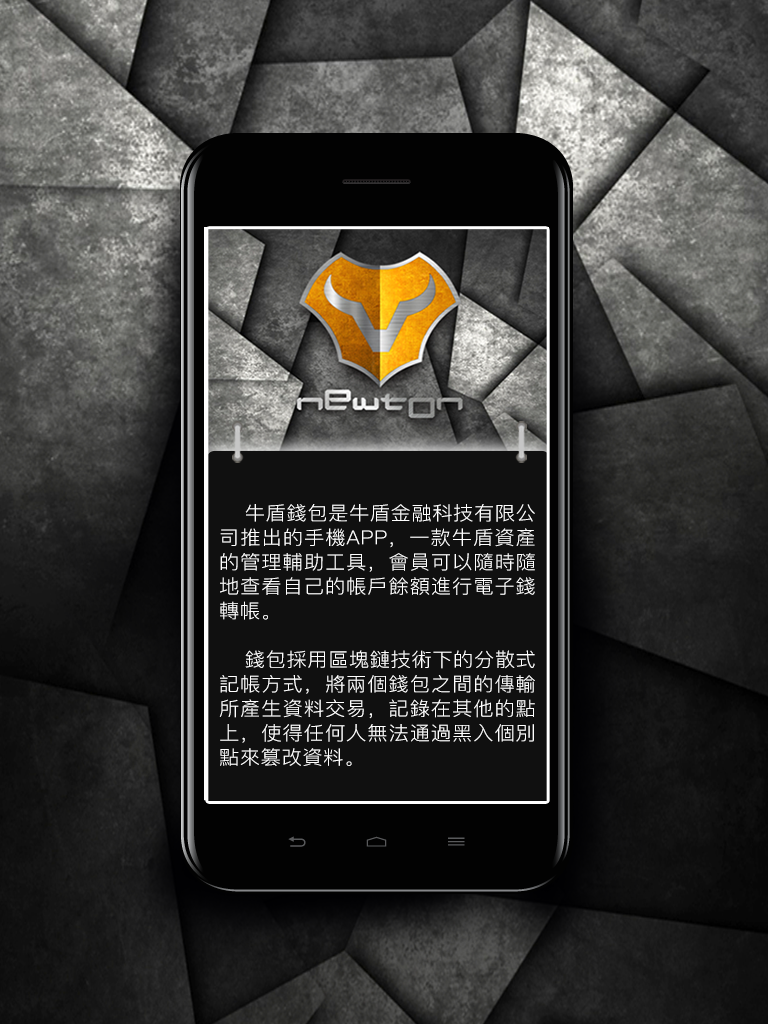 newton
牛盾錢包是牛盾金融科技有限公
司推出的手機APP，一款牛盾資產
的管理輔助工具，會員可以隨時隨
地查看自己的帳戶餘額進行電子錢
轉帳。
錢包採用區塊鏈技術下的分散式
記帳方式，將兩個錢包之間的傳輸
所產生資料交易，記錄在其他的點
上，使得任何人無法通過黑入個別
點來篡改資料。